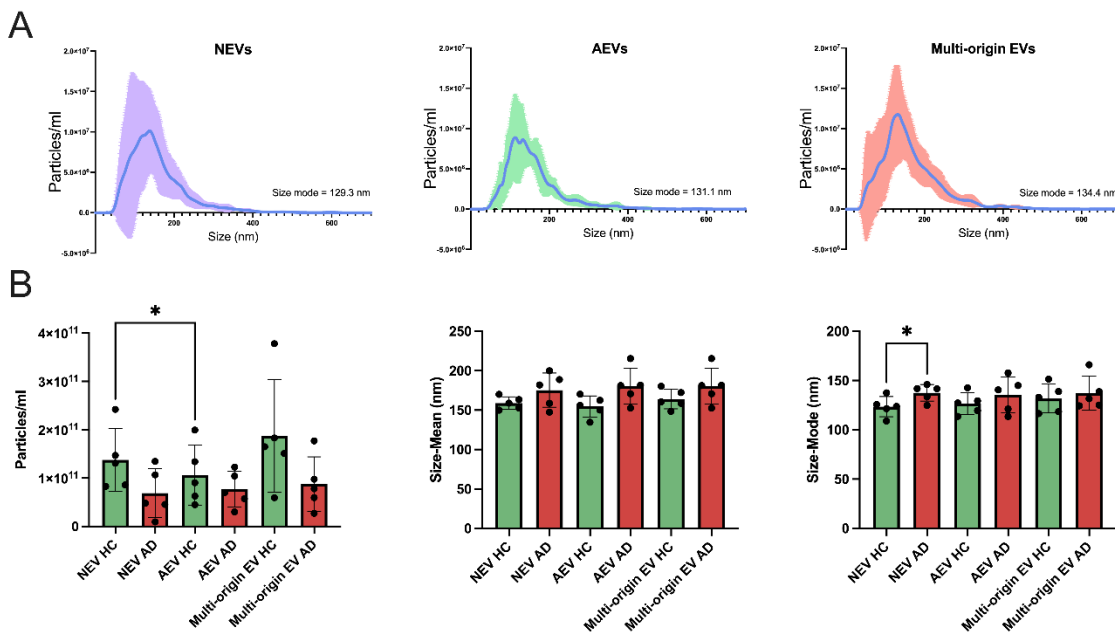 A
NEVs
2.0×10⁷
1.5×10⁷
1.0×10⁷
5.0×10⁶
0.0
-5.0×10⁶
Particles/ml
200
400
600
Size (nm)
Size mode = 129.3 nm
AEVs
2.0×10⁷
1.5×10⁷
1.0×10⁷
5.0×10⁶
0.0
-5.0×10⁶
Particles/ml
200
400
600
Size (nm)
Size mode = 131.1 nm
Multi-origin EVs
2.0×10⁷
1.5×10⁷
1.0×10⁷
5.0×10⁶
0.0
-5.0×10⁶
Particles/ml
200
400
600
Size (nm)
Size mode = 134.4 nm
B
*
4×10¹¹
3×10¹¹
2×10¹¹
1×10¹¹
0
Particles/ml
NEV HC
NEV AD
AEV HC
AEV AD
Multi-origin EV HC
Multi-origin EV AD
250
200
150
100
50
0
Size-Mean (nm)
NEV HC
NEV AD
AEV HC
AEV AD
Multi-origin EV HC
Multi-origin EV AD
*
200
150
100
50
0
Size-Mode (nm)
NEV HC
NEV AD
AEV HC
AEV AD
Multi-origin EV HC
Multi-origin EV AD